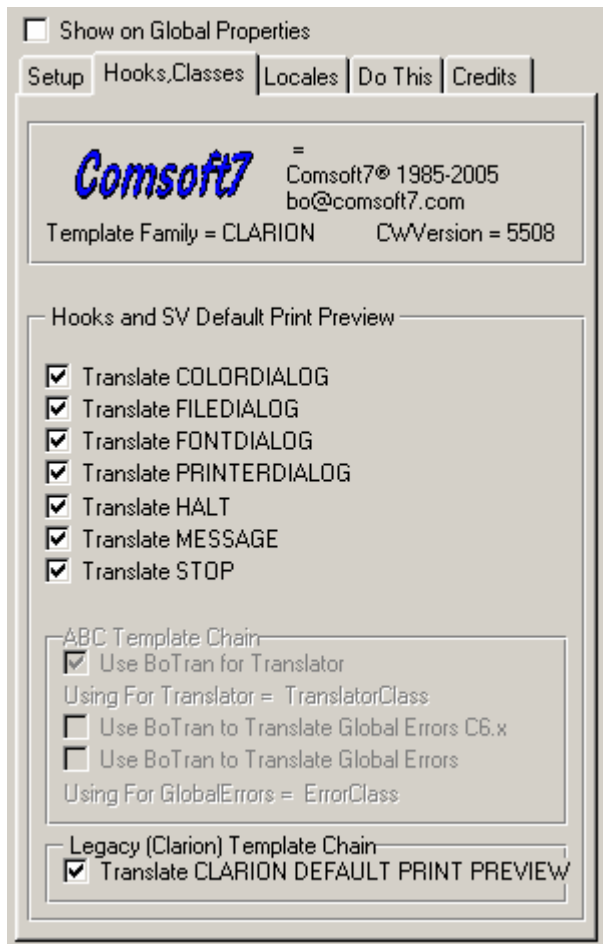 Show on Global Properties
Setup Hooks,Classes Locales Do This Credits
Comsoft7
=
Comsoft7® 1985-2005
bo@comsoft7.com
Template Family = CLARION CWVersion = 5508
Hooks and SV Default Print Preview
Translate COLORDIALOG
Translate FILEDIALOG
Translate FONTDIALOG
Translate PRINTERDIALOG
Translate HALT
Translate MESSAGE
Translate STOP
ABC Template Chain
Use BoTran for Translator
Using For Translator = TranslatorClass
Use BoTran to Translate Global Errors C6.x
Use BoTran to Translate Global Errors
Using For GlobalErrors = ErrorClass
Legacy (Clarion) Template Chain
Translate CLARION DEFAULT PRINT PREVIEW